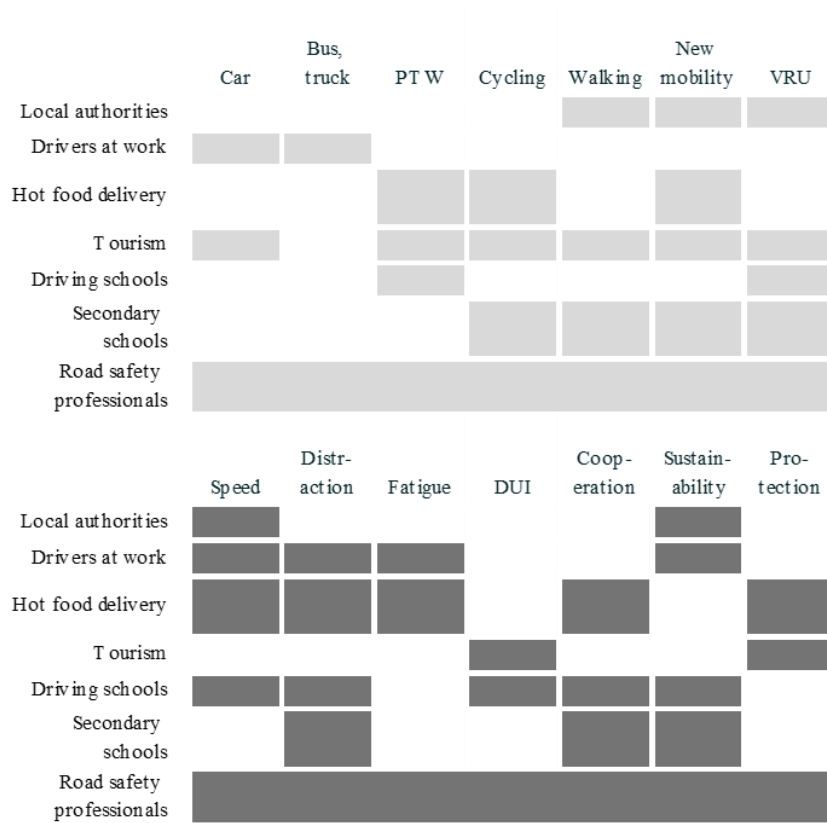 Car Bus, truck PTW Cycling Walking New mobility VRU
Local authorities
Drivers at work
Hot food delivery
Tourism
Driving schools
Secondary
schools
Road safety
professionals
Speed Distr-action Fatigue DUI Coop-eration Sustain-ability Pro-tection
Local authorities
Drivers at work
Hot food delivery
Tourism
Driving schools
Secondary
schools
Road safety
professionals